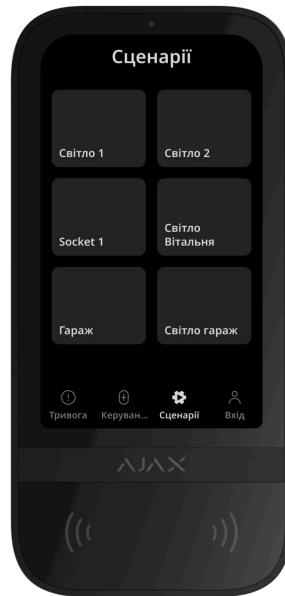 Сценарії
Світло 1
Світло 2
Socket 1
Світло
Вітальня
Гараж
Світло гараж
Тривога
Керуван...
Сценарії
Вхід
AJAX